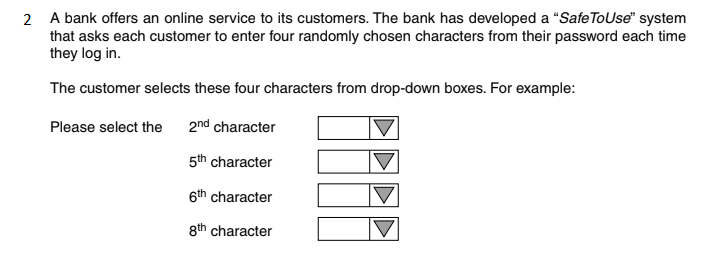 2 A bank offers an online service to its customers. The bank has developed a “SafeToUse” system
that asks each customer to enter four randomly chosen characters from their password each time
they log in.
The customer selects these four characters from drop-down boxes. For example:
Please select the 2nd character
5th character
6th character
8th character